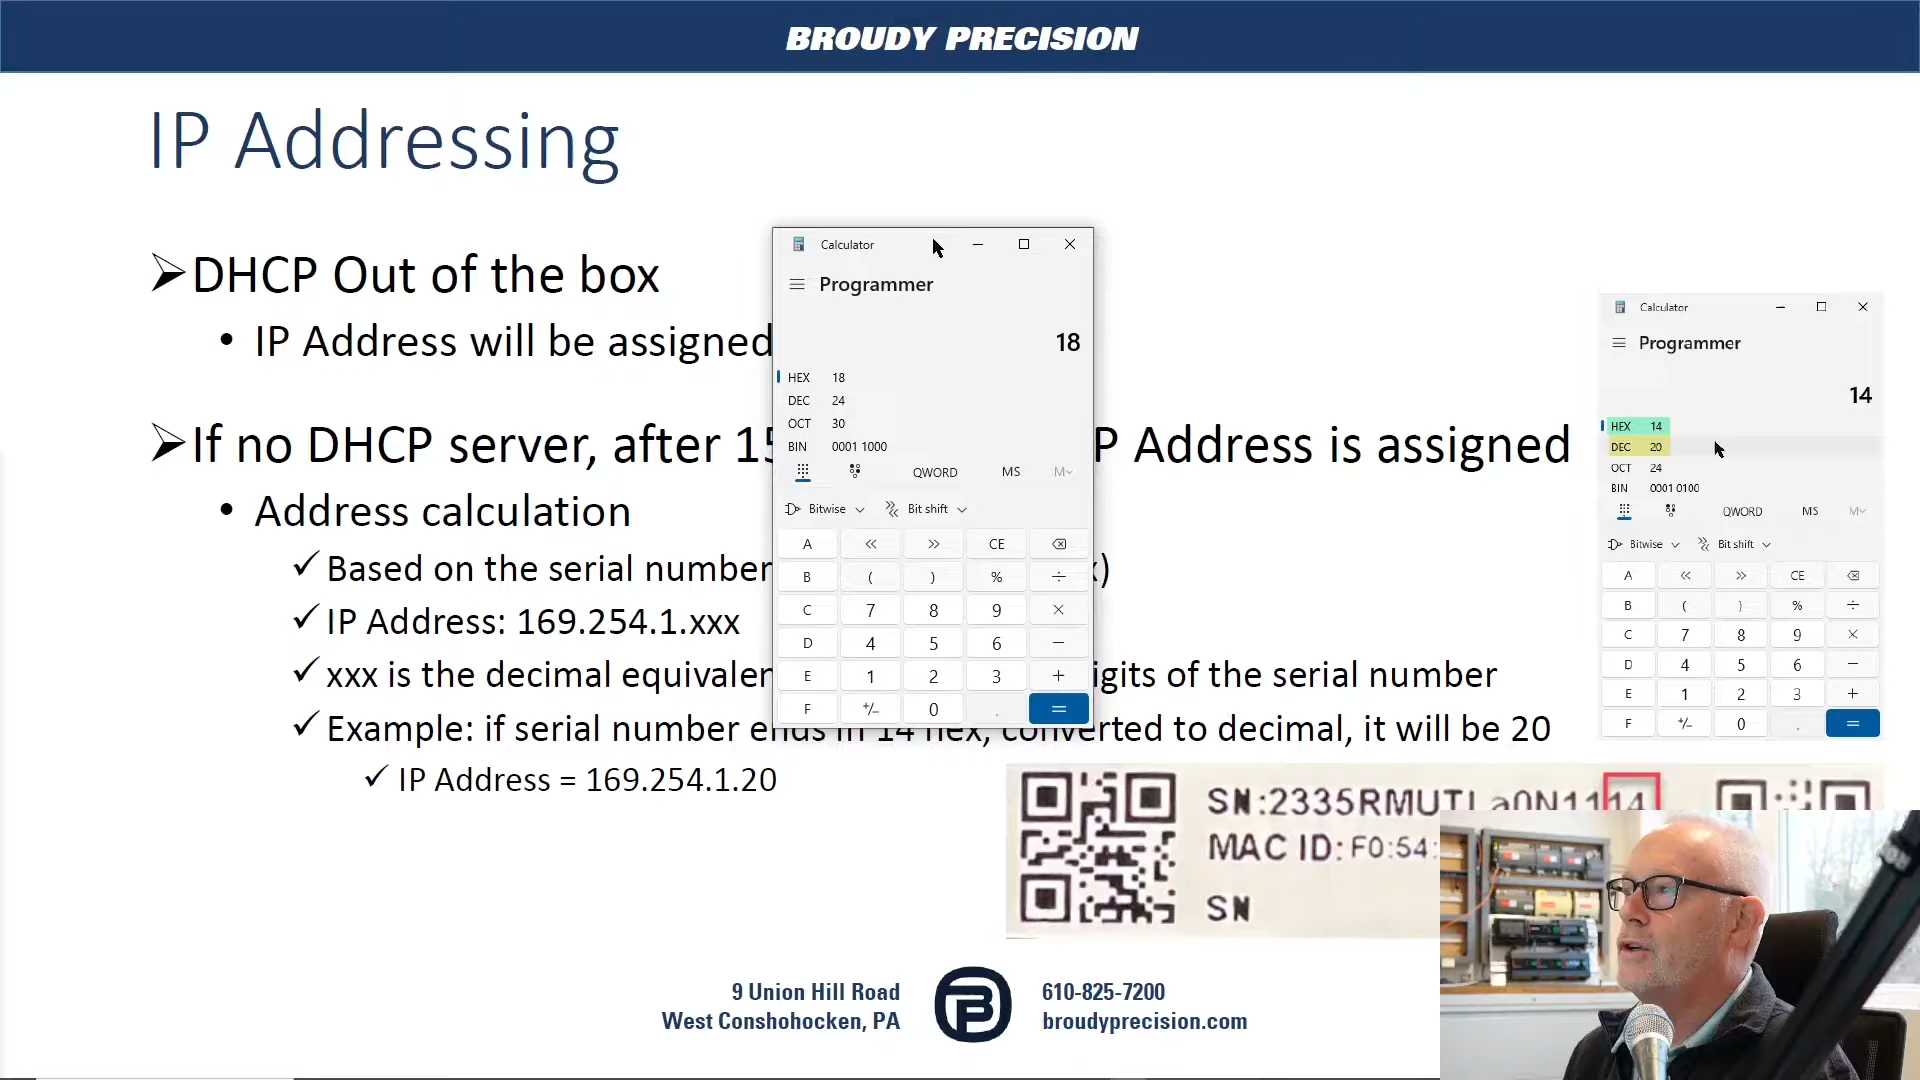 BROUDY PRECISION
IP Addressing
DHCP Out of the box
• IP Address will be assigned
If no DHCP server, after 15 P Address is assigned
• Address calculation
✓ Based on the serial number x)
✓ IP Address: 169.254.1.xxx
✓ xxx is the decimal equivalen igits of the serial number
✓ Example: if serial number ends in 14 hex, converted to decimal, it will be 20
✓ IP Address = 169.254.1.20
Calculator
Programmer
18
HEX 18
DEC 24
OCT 30
BIN 0001 1000
QWORD MS M
Bitwise Bit shift
A << >> CE
B ( ) % ÷
C 7 8 9 ×
D 4 5 6 −
E 1 2 3 +
F +/− 0 . =
Calculator
Programmer
14
HEX 14
DEC 20
OCT 24
BIN 0001 0100
QWORD MS M
Bitwise Bit shift
A << >> CE
B ( ) % ÷
C 7 8 9 ×
D 4 5 6 −
E 1 2 3 +
F +/− 0 . =
MAC ID: F0:54:
SN
9 Union Hill Road
West Conshohocken, PA
610-825-7200
broudyprecision.com